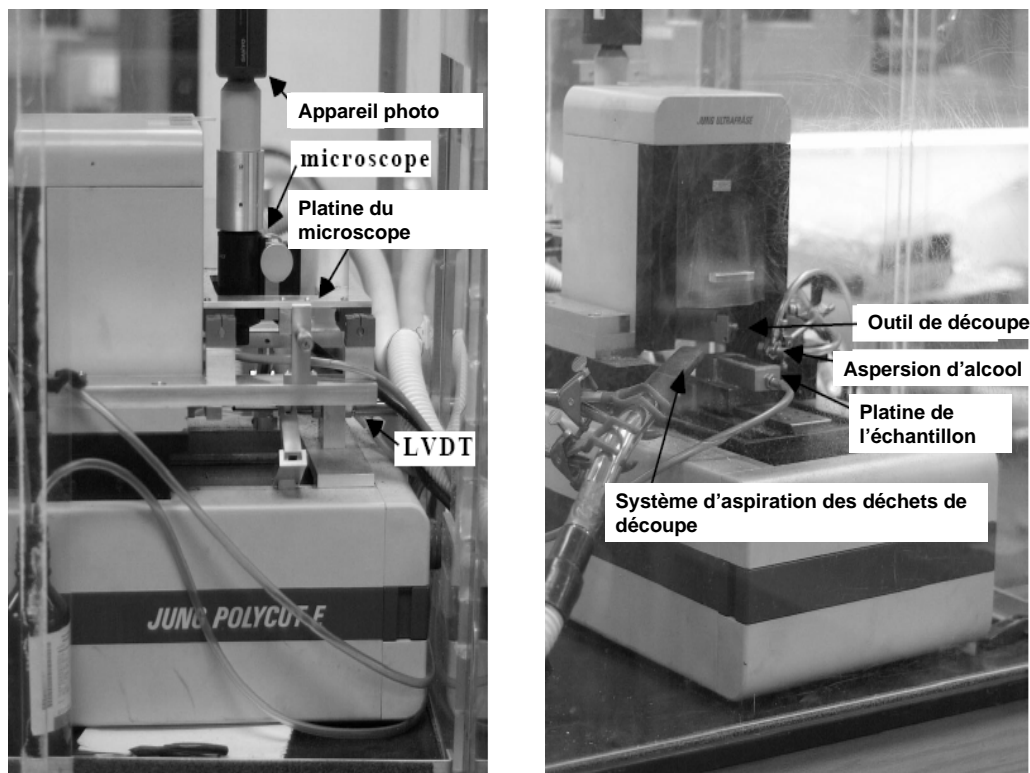 Appareil photo
microscope
Platine du
microscope
LVDT
JUNG POLYCUT E
JUNG ULTRAFRÄSE
Outil de découpe
Aspersion d'alcool
Platine de
l'échantillon
Système d'aspiration des déchets de
découpe